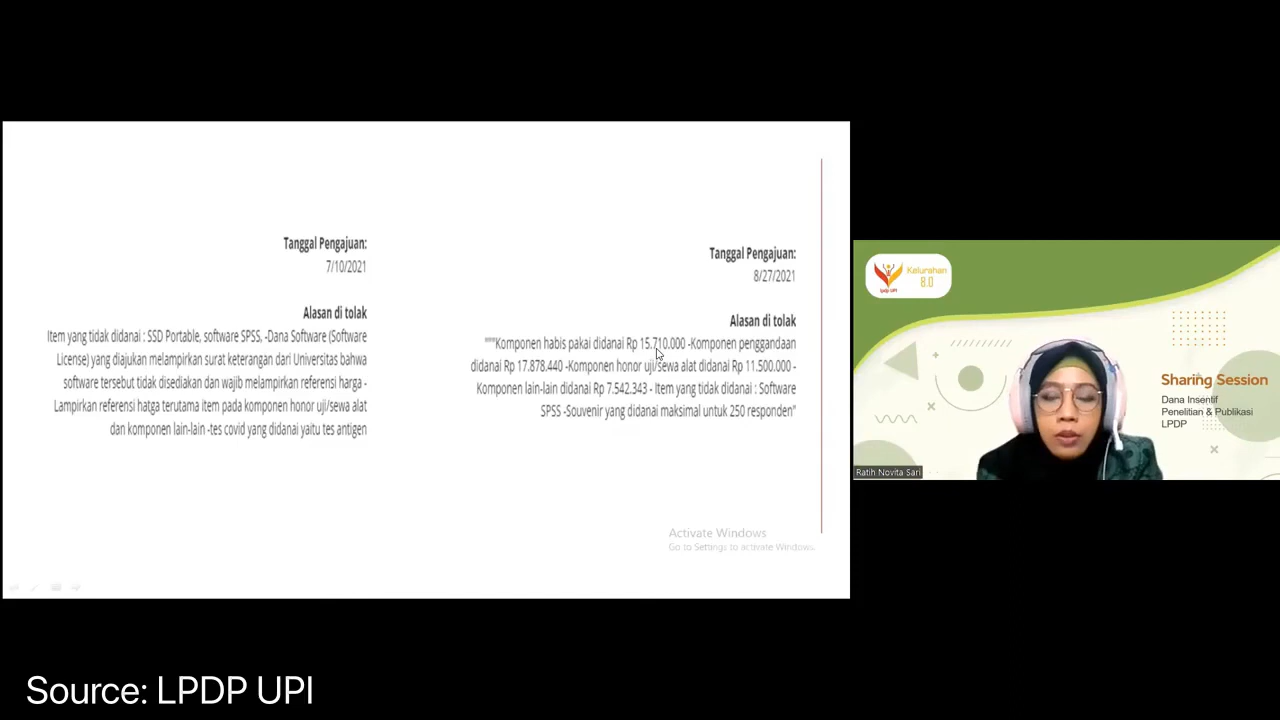 Tanggal Pengajuan:
7/10/2021
Alasan di tolak
Item yang tidak didanai : SSD Portable, software SPSS, -Dana Software (Software
License) yang diajukan melampirkan surat keterangan dari Universitas bahwa
software tersebut tidak disediakan dan wajib melampirkan referensi harga -
Lampirkan referensi hatga terutama item pada komponen honor uji/sewa alat
dan komponen lain-lain -tes covid yang didanai yaitu tes antigen
Tanggal Pengajuan:
8/27/2021
Alasan di tolak
"""Komponen habis pakai didanai Rp 15.710.000 -Komponen penggandaan
didanai Rp 17.878.440 -Komponen honor uji/sewa alat didanai Rp 11.500.000 -
Komponen lain-lain didanai Rp 7.542.343 - Item yang tidak didanai : Software
SPSS -Souvenir yang didanai maksimal untuk 250 responden"
Activate Windows
Go to Settings to activate Windows.
lpdp UPI
Kelurahan
8.0
Sharing Session
Dana Insentif
Penelitian & Publikasi
LPDP
Ratih Novita Sari
Source: LPDP UPI